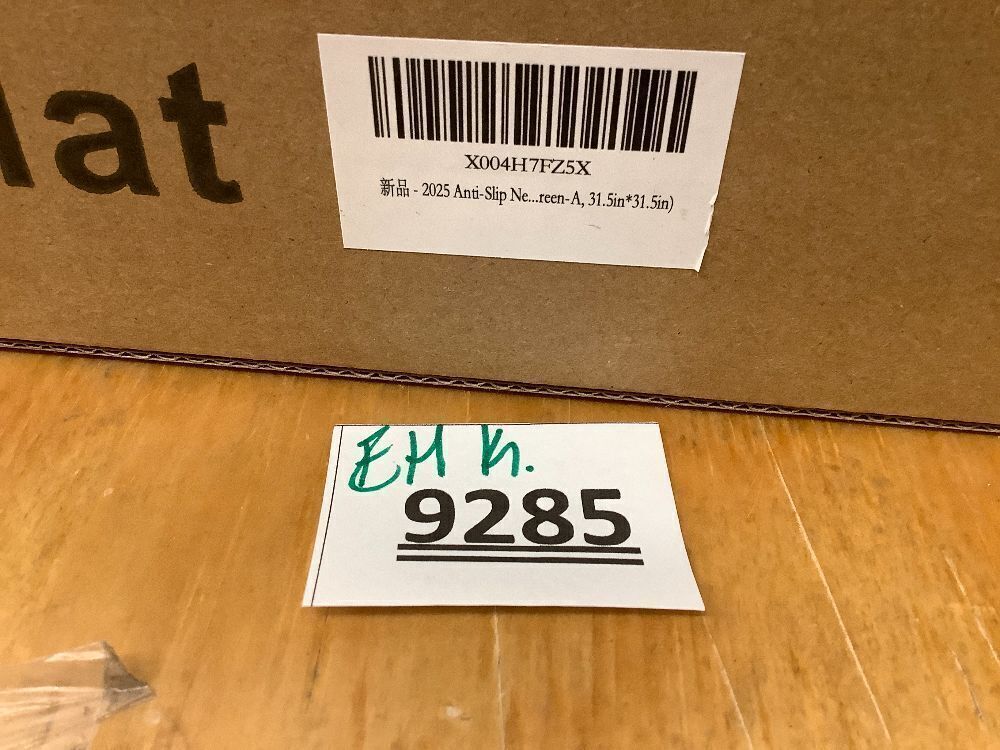 lat
X004H7FZ5X
新品 - 2025 Anti-Slip Ne...reen-A, 31.5in*31.5in)
EH K.
9285